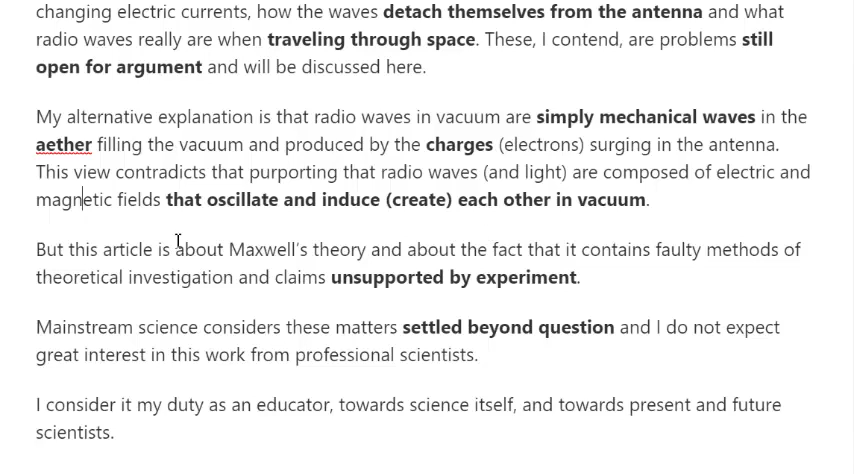 changing electric currents, how the waves detach themselves from the antenna and what
radio waves really are when traveling through space. These, I contend, are problems still
open for argument and will be discussed here.
My alternative explanation is that radio waves in vacuum are simply mechanical waves in the
aether filling the vacuum and produced by the charges (electrons) surging in the antenna.
This view contradicts that purporting that radio waves (and light) are composed of electric and
magnetic fields that oscillate and induce (create) each other in vacuum.
But this article is about Maxwell's theory and about the fact that it contains faulty methods of
theoretical investigation and claims unsupported by experiment.
Mainstream science considers these matters settled beyond question and I do not expect
great interest in this work from professional scientists.
I consider it my duty as an educator, towards science itself, and towards present and future
scientists.